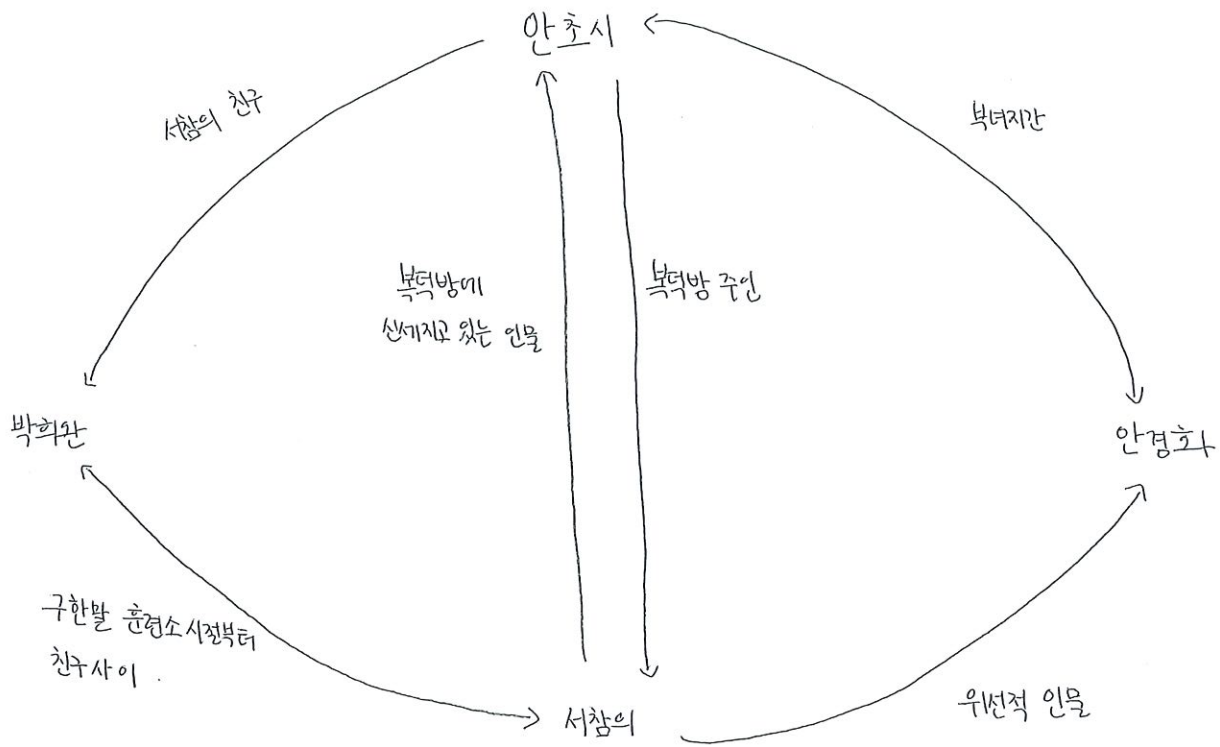 안초시
서참의 친구
부녀지간
복덕방에
신세지고 있는 인물
복덕방 주인
박희완
안경화
구한말 훈련소시절부터
친구사이.
서참의
위선적 인물